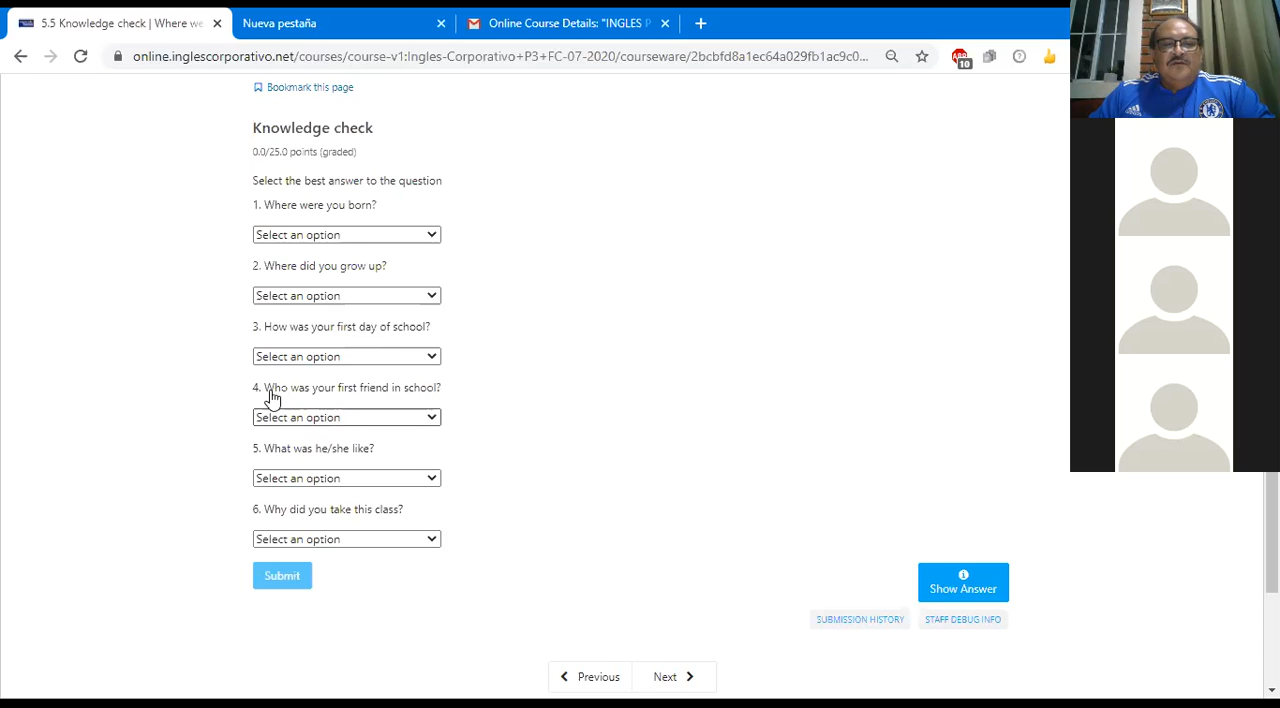 5.5 Knowledge check | Where we
Nueva pestaña
Online Course Details: "INGLES P
online.inglescorporativo.net/courses/course-v1:Ingles-Corporativo+P3+FC-07-2020/courseware/2bcbfd8a1ec64a029fb1ac9c0...
ABP
10
Bookmark this page
Knowledge check
0.0/25.0 points (graded)
Select the best answer to the question
1. Where were you born?
Select an option
2. Where did you grow up?
Select an option
3. How was your first day of school?
Select an option
4. Who was your first friend in school?
Select an option
5. What was he/she like?
Select an option
6. Why did you take this class?
Select an option
Submit
Show Answer
SUBMISSION HISTORY
STAFF DEBUG INFO
Previous
Next